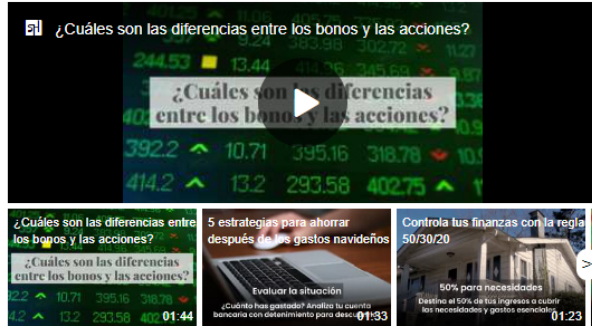 ¿Cuáles son las diferencias entre los bonos y las acciones?
244.53 13.44
¿Cuáles son las diferencias
entre los bonos y las acciones?
392.2 10.71 395.16 318.78
414.2 13.2 293.58 402.75
¿Cuáles son las diferencias entre
los bonos y las acciones?
¿Cuáles son las diferencias
entre los bonos y las acciones?
10.71 395.16 318.78
13.2 293.58
01:44
5 estrategias para ahorrar
después de los gastos navideños
Evaluar la situación
¿Cuánto has gastado? Analiza tu cuenta
bancaria con detenimiento para
01:33
Controla tus finanzas con la regla
50/30/20
50% para necesidades
Destina el 50% de tus ingresos a cubrir
las necesidades y gastos esenciales
01:23
>